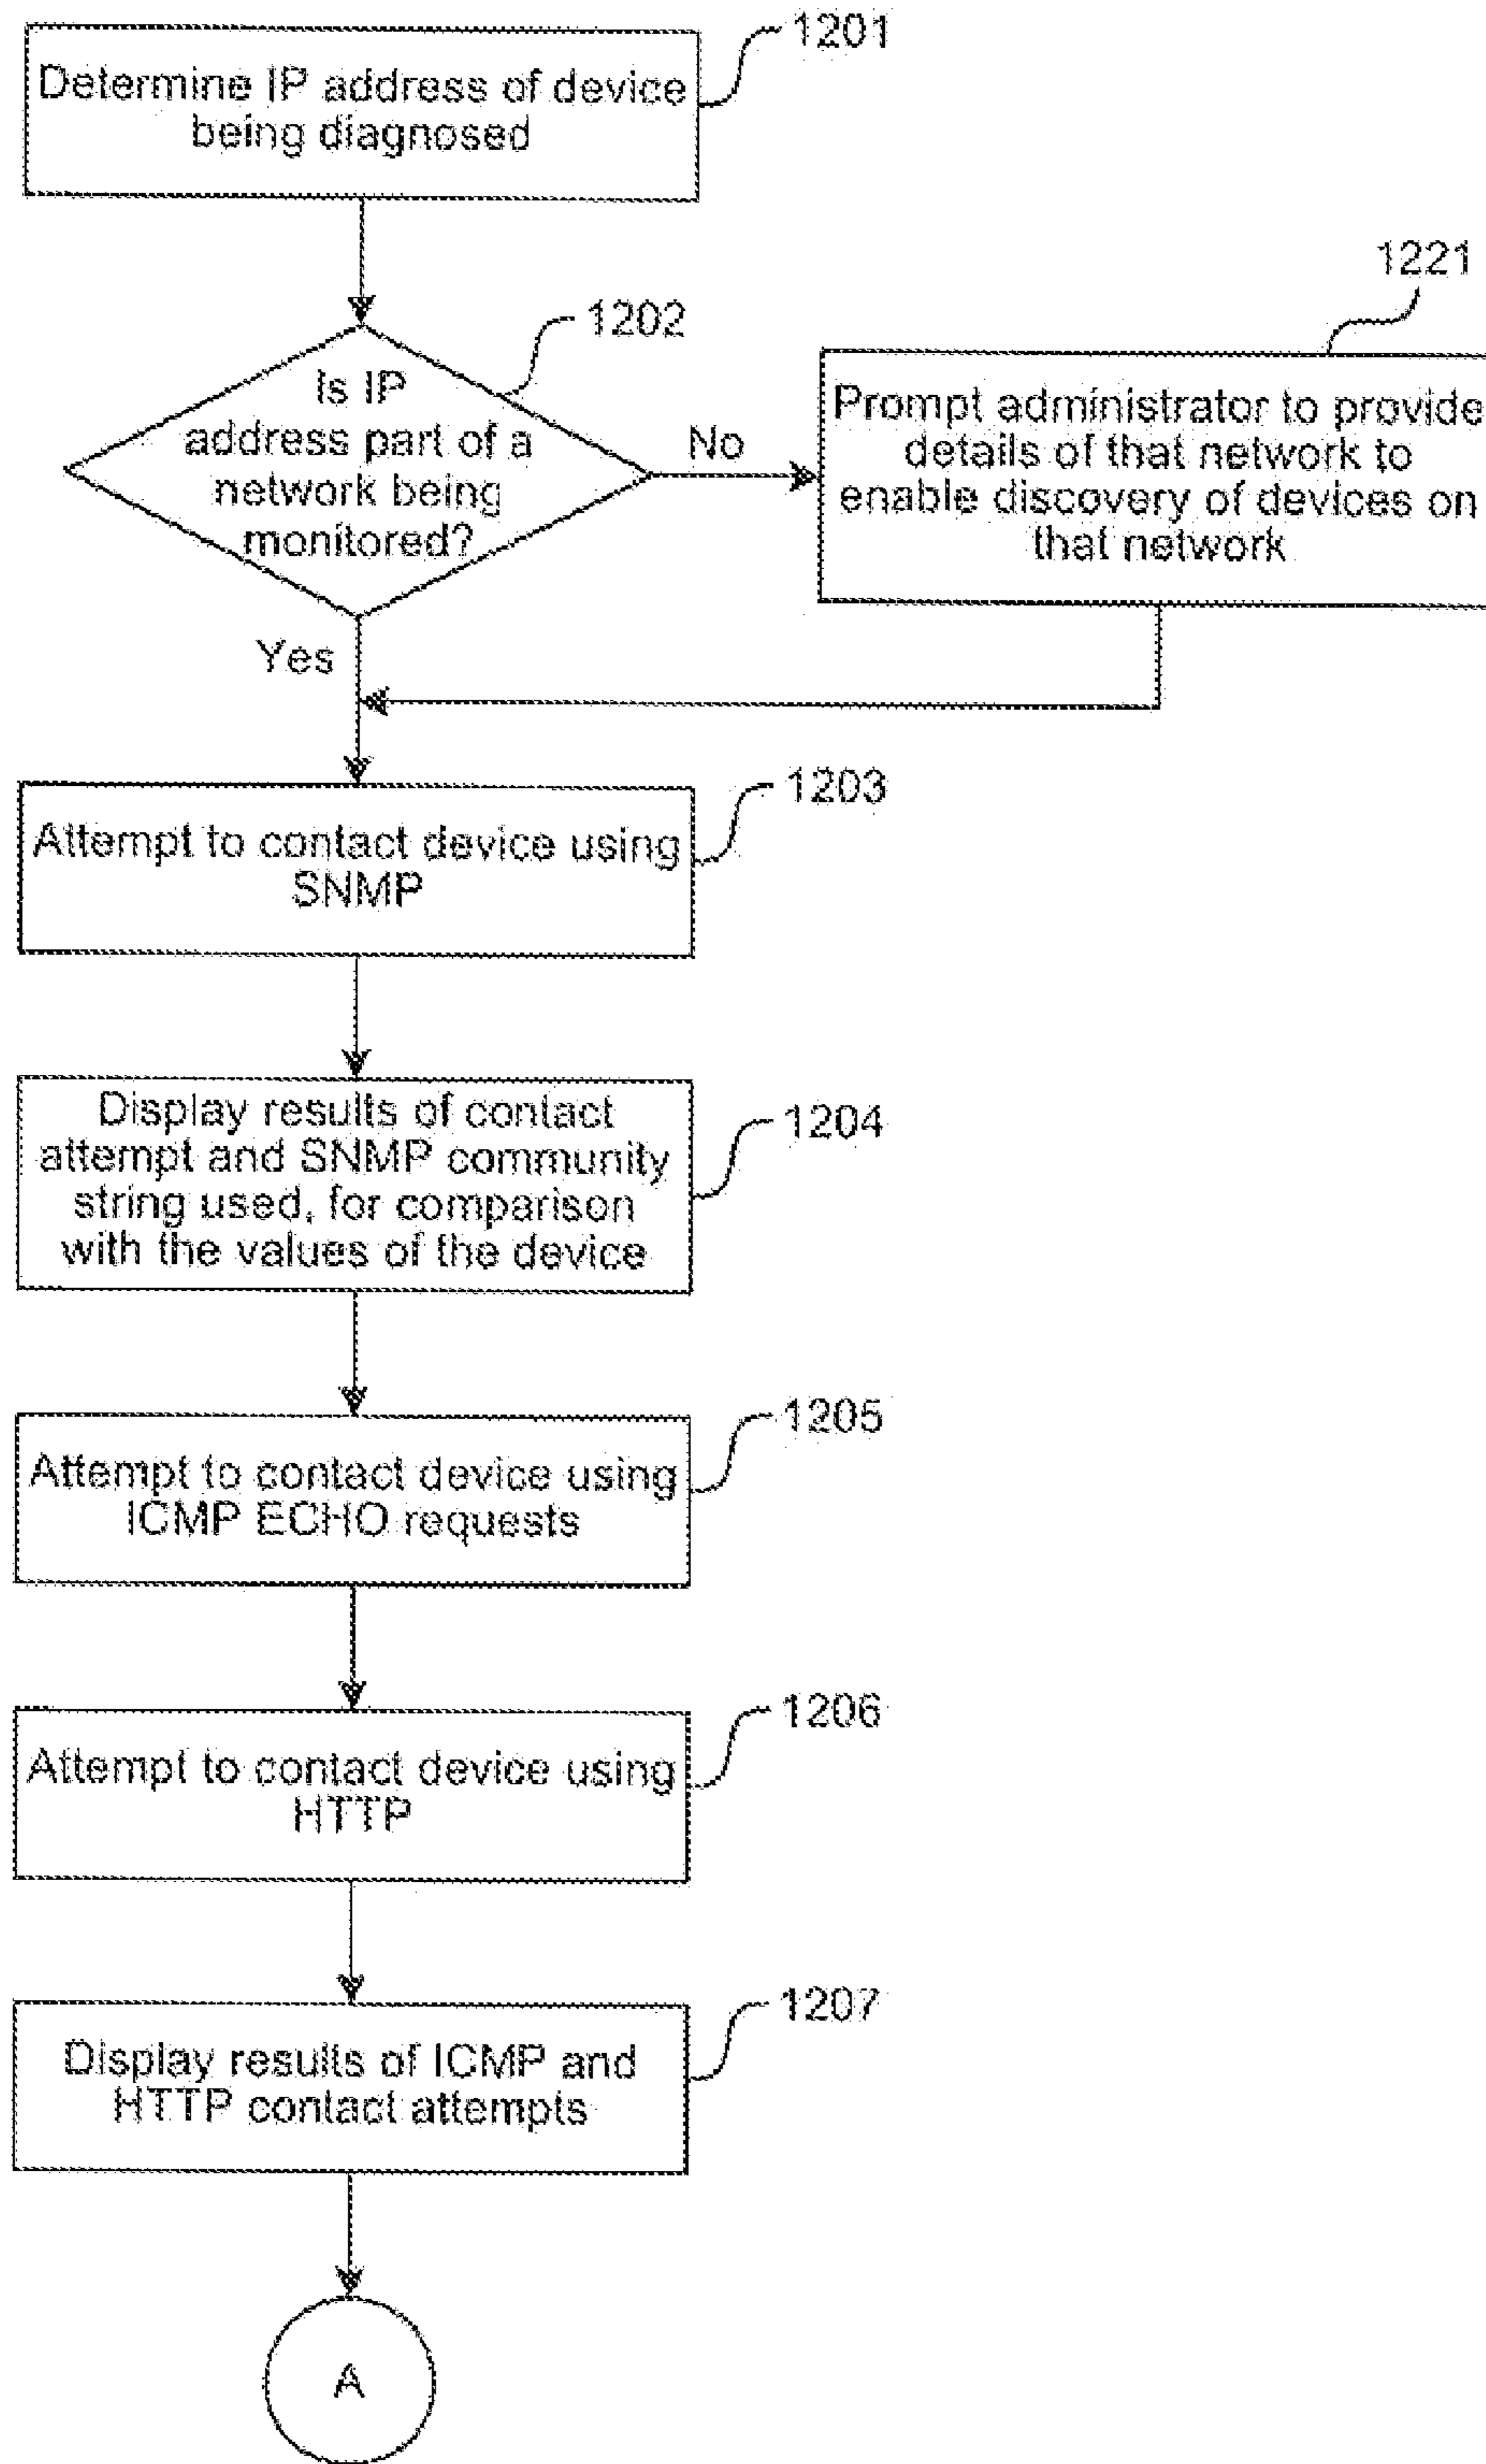 1201
Determine IP address of device
being diagnosed
1202
Is IP
address part of a
network being
monitored?
No
Yes
1221
Prompt administrator to provide
details of that network to
enable discovery of devices on
that network
1203
Attempt to contact device using
SNMP
1204
Display results of contact
attempt and SNMP community
string used, for comparison
with the values of the device
1205
Attempt to contact device using
ICMP ECHO requests
1206
Attempt to contact device using
HTTP
1207
Display results of ICMP and
HTTP contact attempts
A